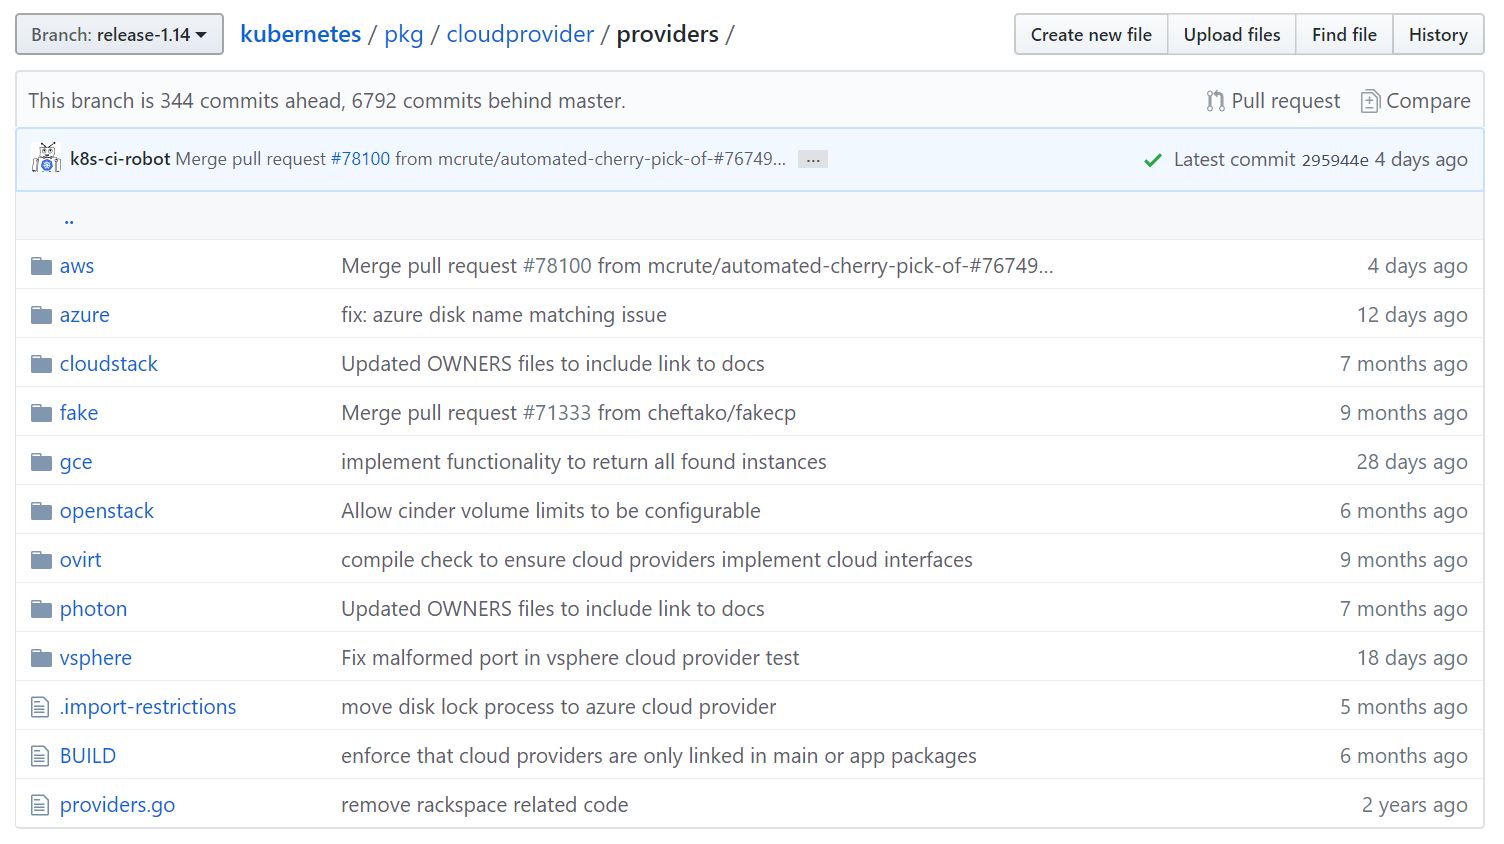 Branch: release-1.14 kubernetes / pkg / cloudprovider / providers / Create new file Upload files Find file History
This branch is 344 commits ahead, 6792 commits behind master. Pull request Compare
k8s-ci-robot Merge pull request #78100 from mcrute/automated-cherry-pick-of-#76749... ... Latest commit 295944e 4 days ago
..
aws Merge pull request #78100 from mcrute/automated-cherry-pick-of-#76749... 4 days ago
azure fix: azure disk name matching issue 12 days ago
cloudstack Updated OWNERS files to include link to docs 7 months ago
fake Merge pull request #71333 from cheftako/fakecp 9 months ago
gce implement functionality to return all found instances 28 days ago
openstack Allow cinder volume limits to be configurable 6 months ago
ovirt compile check to ensure cloud providers implement cloud interfaces 9 months ago
photon Updated OWNERS files to include link to docs 7 months ago
vsphere Fix malformed port in vsphere cloud provider test 18 days ago
.import-restrictions move disk lock process to azure cloud provider 5 months ago
BUILD enforce that cloud providers are only linked in main or app packages 6 months ago
providers.go remove rackspace related code 2 years ago